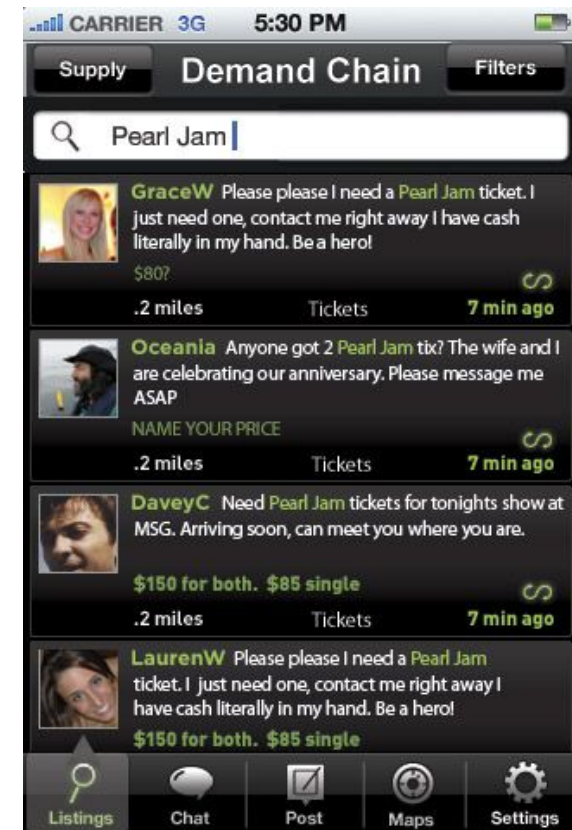 CARRIER 3G 5:30 PM
Supply Demand Chain Filters
Pearl Jam
GraceW Please please I need a Pearl Jam ticket. I
just need one, contact me right away I have cash
literally in my hand. Be a hero!
$80?
.2 miles Tickets 7 min ago
Oceania Anyone got 2 Pearl Jam tix? The wife and I
are celebrating our anniversary. Please message me
ASAP
NAME YOUR PRICE
.2 miles Tickets 7 min ago
DaveyC Need Pearl Jam tickets for tonights show at
MSG. Arriving soon, can meet you where you are.
$150 for both. $85 single
.2 miles Tickets 7 min ago
LaurenW Please please I need a Pearl Jam
ticket. I just need one, contact me right away I
have cash literally in my hand. Be a hero!
$150 for both. $85 single
Listings Chat Post Maps Settings